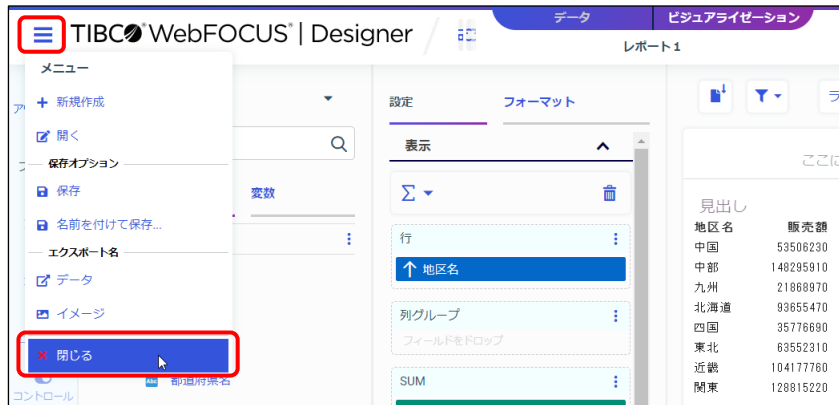 TIBCO WebFOCUS® | Designer
データ
ビジュアライゼーション
レポート1
メニュー
新規作成
開く
保存オプション
保存
名前を付けて保存...
エクスポート名
データ
イメージ
閉じる
変数
Abc 都道府県名
コントロール
設定
フォーマット
表示
Σ
行
地区名
列グループ
フィールドをドロップ
SUM
見出し
地区名 販売額
中国 53506230
中部 148295910
九州 21868970
北海道 93655470
四国 35776690
東北 63552310
近畿 104177760
関東 128815220